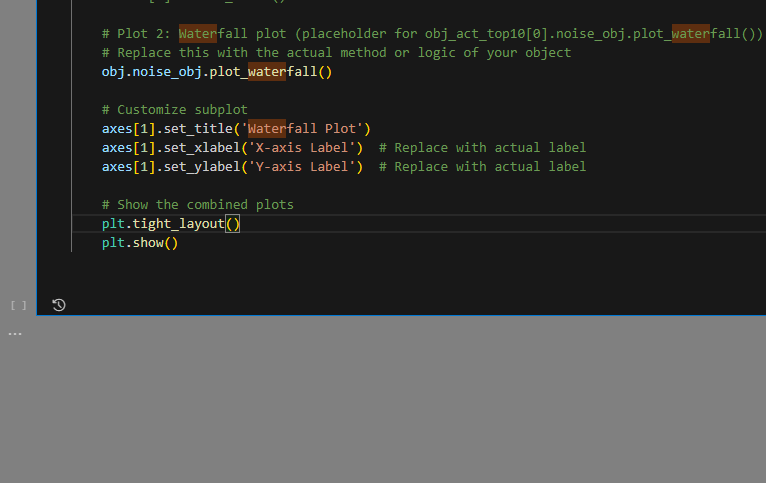 # Plot 2: Waterfall plot (placeholder for obj_act_top10[0].noise_obj.plot_waterfall())
# Replace this with the actual method or logic of your object
obj.noise_obj.plot_waterfall()
# Customize subplot
axes[1].set_title('Waterfall Plot')
axes[1].set_xlabel('X-axis Label')  # Replace with actual label
axes[1].set_ylabel('Y-axis Label')  # Replace with actual label
# Show the combined plots
plt.tight_layout()
plt.show()
[ ]
...